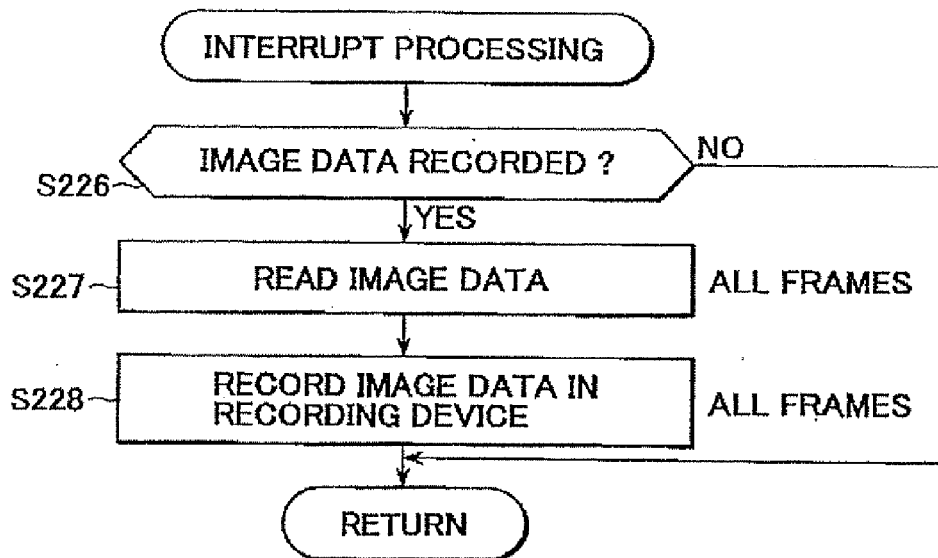 INTERRUPT PROCESSING
IMAGE DATA RECORDED ?
NO
S226
YES
S227
READ IMAGE DATA
ALL FRAMES
S228
RECORD IMAGE DATA IN
RECORDING DEVICE
ALL FRAMES
RETURN